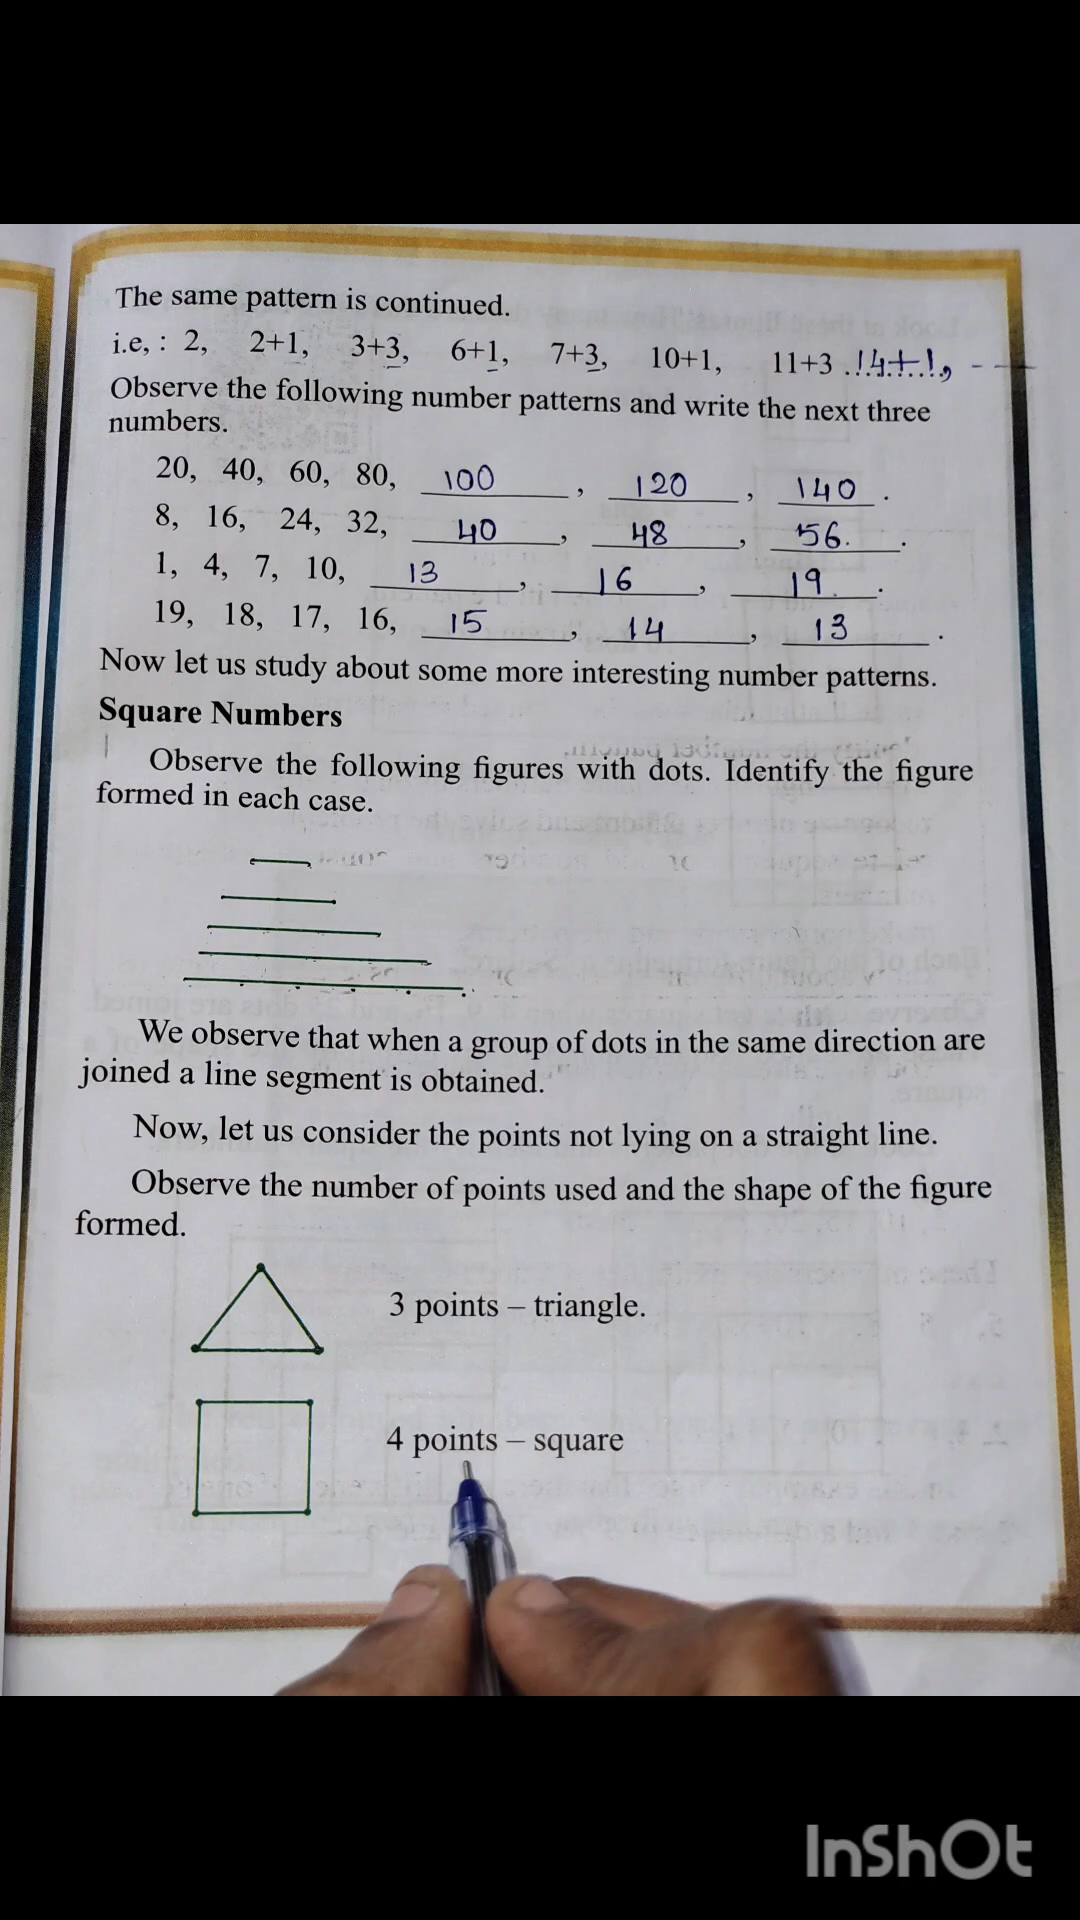 The same pattern is continued.
i.e, : 2, 2+1, 3+3, 6+1, 7+3, 10+1, 11+3 .14+1,
Observe the following number patterns and write the next three
numbers.
20, 40, 60, 80, 100, 120, 140.
8, 16, 24, 32, 40, 48, 56.
1, 4, 7, 10, 13, 16, 19.
19, 18, 17, 16, 15, 14, 13.
Now let us study about some more interesting number patterns.
Square Numbers
Observe the following figures with dots. Identify the figure
formed in each case.
We observe that when a group of dots in the same direction are
joined a line segment is obtained.
Now, let us consider the points not lying on a straight line.
Observe the number of points used and the shape of the figure
formed.
3 points – triangle.
4 points – square
InShOt